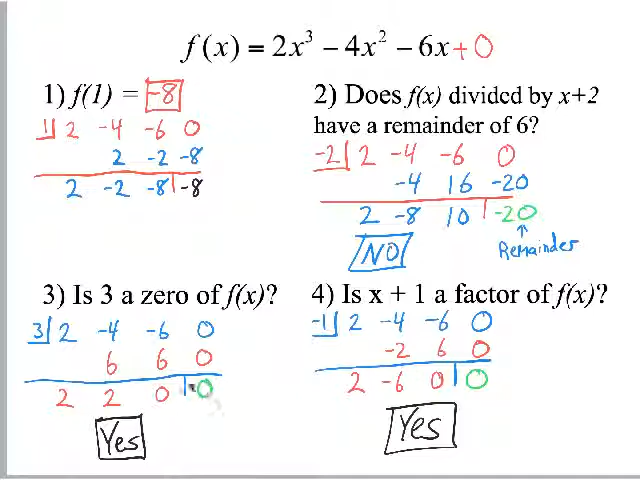 f(x) = 2x³ − 4x² − 6x + 0
1) f(1) = -8
1 2 -4 -6 0
2 -2 -8
2 -2 -8 -8
2) Does f(x) divided by x+2
have a remainder of 6?
-2 2 -4 -6 0
-4 16 -20
2 -8 10 -20
NO
Remainder
3) Is 3 a zero of f(x)?
3 2 -4 -6 0
6 6 0
2 2 0 0
Yes
4) Is x + 1 a factor of f(x)?
-1 2 -4 -6 0
-2 6 0
2 -6 0 0
Yes